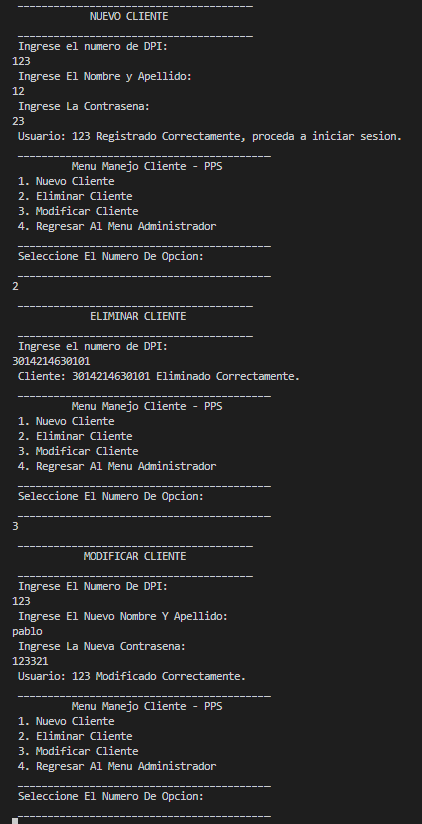 NUEVO CLIENTE
Ingrese el numero de DPI:
123
Ingrese El Nombre y Apellido:
12
Ingrese La Contrasena:
23
Usuario: 123 Registrado Correctamente, proceda a iniciar sesion.
Menu Manejo Cliente - PPS
1. Nuevo Cliente
2. Eliminar Cliente
3. Modificar Cliente
4. Regresar Al Menu Administrador
Seleccione El Numero De Opcion:
2
ELIMINAR CLIENTE
Ingrese el numero de DPI:
3014214630101
Cliente: 3014214630101 Eliminado Correctamente.
Menu Manejo Cliente - PPS
1. Nuevo Cliente
2. Eliminar Cliente
3. Modificar Cliente
4. Regresar Al Menu Administrador
Seleccione El Numero De Opcion:
3
MODIFICAR CLIENTE
Ingrese El Numero De DPI:
123
Ingrese El Nuevo Nombre Y Apellido:
pablo
Ingrese La Nueva Contrasena:
123321
Usuario: 123 Modificado Correctamente.
Menu Manejo Cliente - PPS
1. Nuevo Cliente
2. Eliminar Cliente
3. Modificar Cliente
4. Regresar Al Menu Administrador
Seleccione El Numero De Opcion: